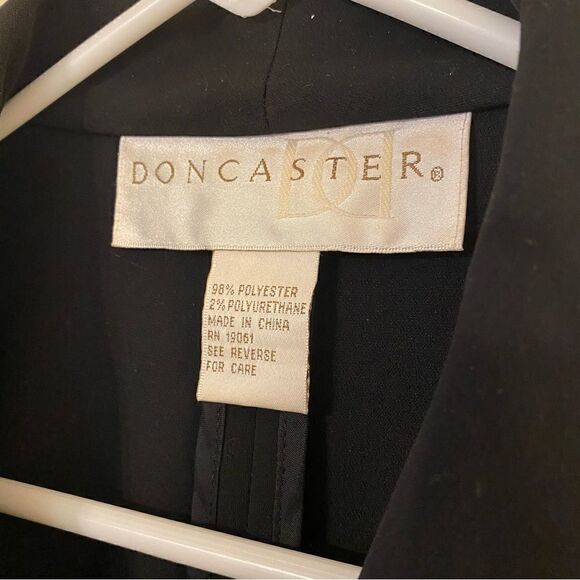 DONCASTER®
98% POLYESTER
2% POLYURETHANE
MADE IN CHINA
RN 19061
SEE REVERSE
FOR CARE